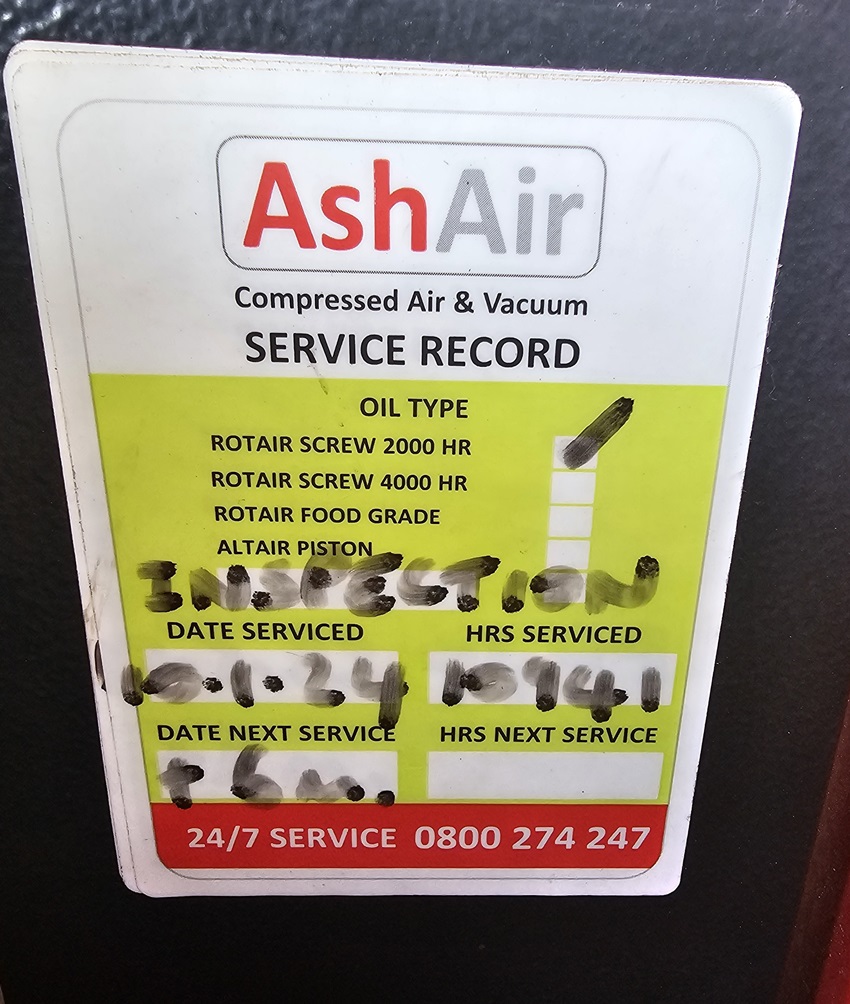 AshAir
Compressed Air & Vacuum
SERVICE RECORD
OIL TYPE
ROTAIR SCREW 2000 HR
ROTAIR SCREW 4000 HR
ROTAIR FOOD GRADE
ALTAIR PISTON
INSPECTION
DATE SERVICED HRS SERVICED
10.1.24 10941
DATE NEXT SERVICE HRS NEXT SERVICE
+ 6m.
24/7 SERVICE 0800 274 247